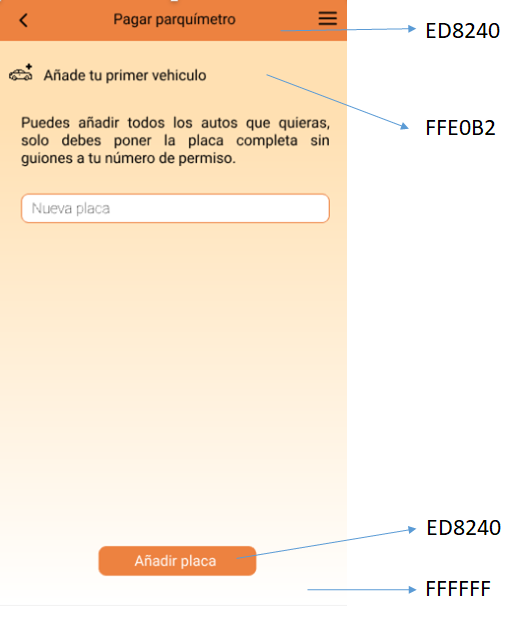 Pagar parquímetro
ED8240
Añade tu primer vehiculo
FFE0B2
Puedes añadir todos los autos que quieras,
solo debes poner la placa completa sin
guiones a tu número de permiso.
Nueva placa
ED8240
Añadir placa
FFFFFF